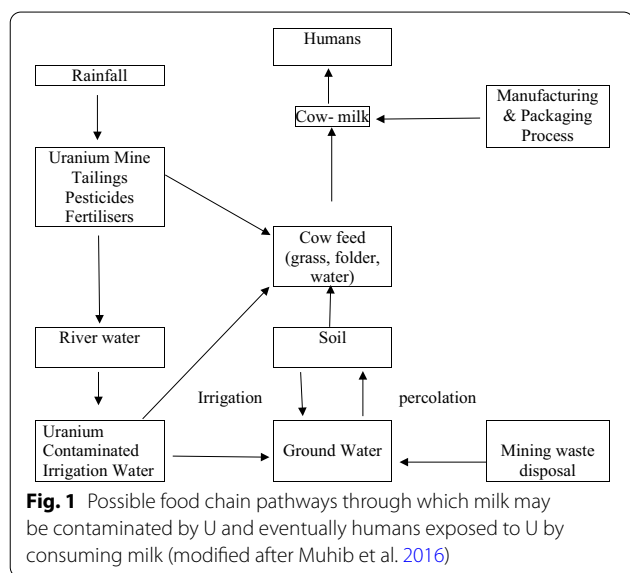 Humans
Rainfall
Cow- milk
Manufacturing
& Packaging
Process
Uranium Mine
Tailings
Pesticides
Fertilisers
Cow feed
(grass, folder,
water)
River water
Soil
Irrigation
percolation
Uranium
Contaminated
Irrigation Water
Ground Water
Mining waste
disposal
Fig. 1 Possible food chain pathways through which milk may
be contaminated by U and eventually humans exposed to U by
consuming milk (modified after Muhib et al. 2016)